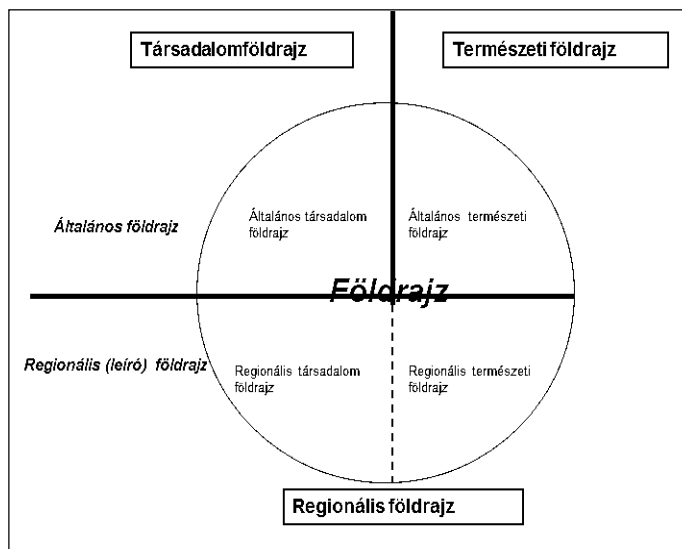 Társadalomföldrajz
Természeti földrajz
Általános földrajz
Általános társadalom
földrajz
Általános természeti
földrajz
Földrajz
Regionális (leíró) földrajz
Regionális társadalom
földrajz
Regionális természeti
földrajz
Regionális földrajz